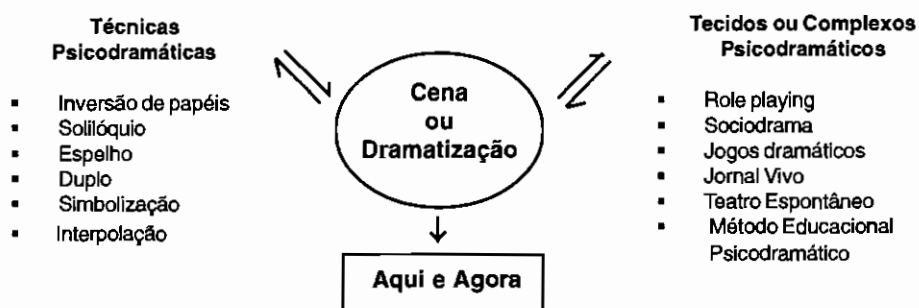 Técnicas
Psicodramáticas
▪ Inversão de papéis
▪ Solilóquio
▪ Espelho
▪ Duplo
▪ Simbolização
▪ Interpolação
Cena
ou
Dramatização
Aqui e Agora
Tecidos ou Complexos
Psicodramáticos
▪ Role playing
▪ Sociodrama
▪ Jogos dramáticos
▪ Jornal Vivo
▪ Teatro Espontâneo
▪ Método Educacional
Psicodramático